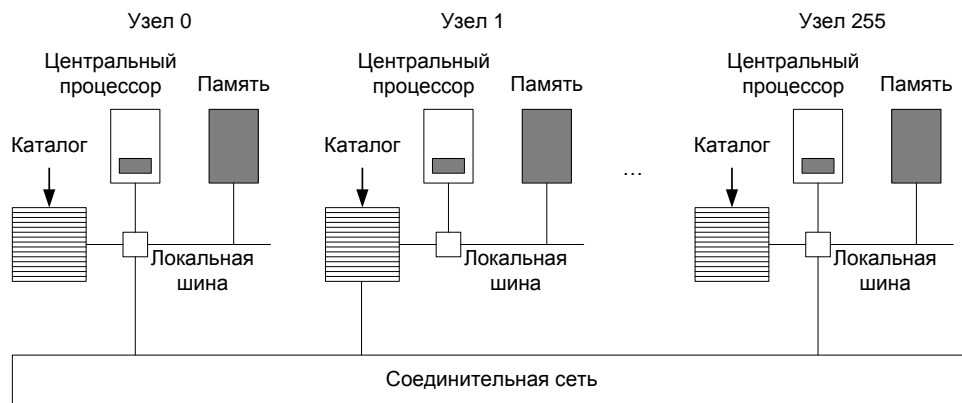 Узел 0
Узел 1
Узел 255
Центральный
процессор
Память
Центральный
процессор
Память
Центральный
процессор
Память
Каталог
Каталог
…
Каталог
Локальная
шина
Локальная
шина
Локальная
шина
Соединительная сеть